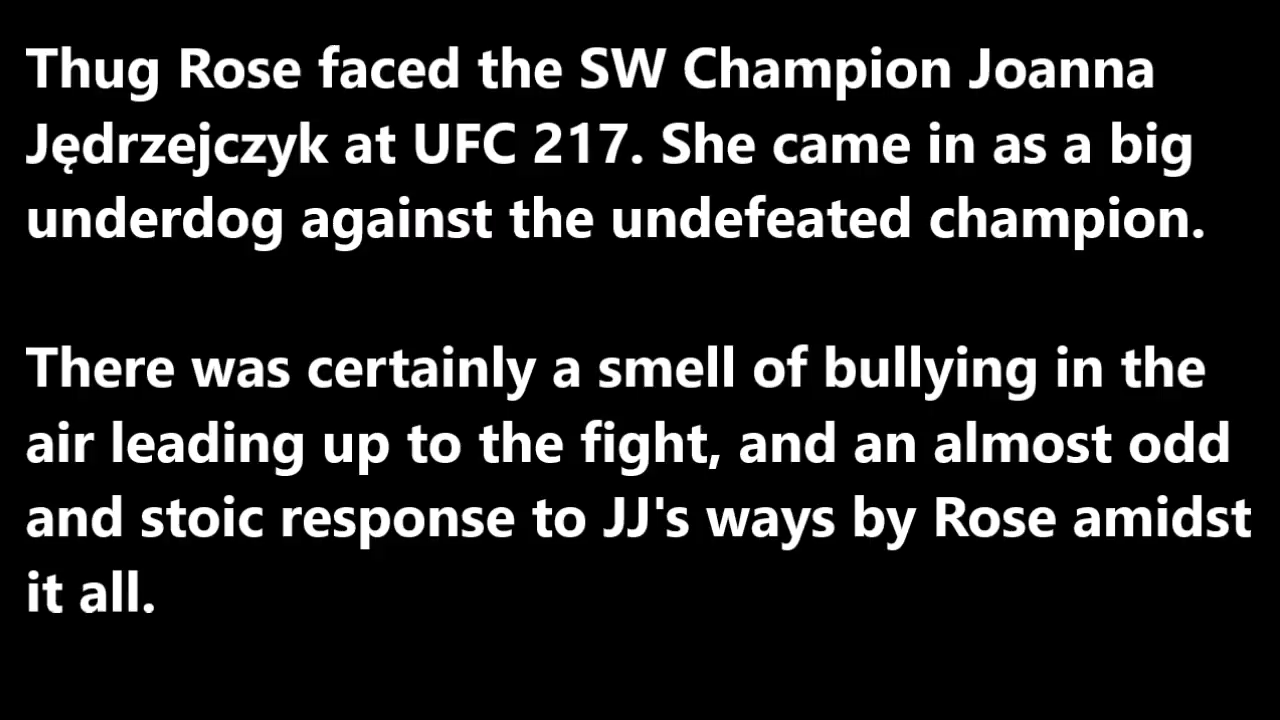 Thug Rose faced the SW Champion Joanna
Jędrzejczyk at UFC 217. She came in as a big
underdog against the undefeated champion.
There was certainly a smell of bullying in the
air leading up to the fight, and an almost odd
and stoic response to JJ's ways by Rose amidst
it all.